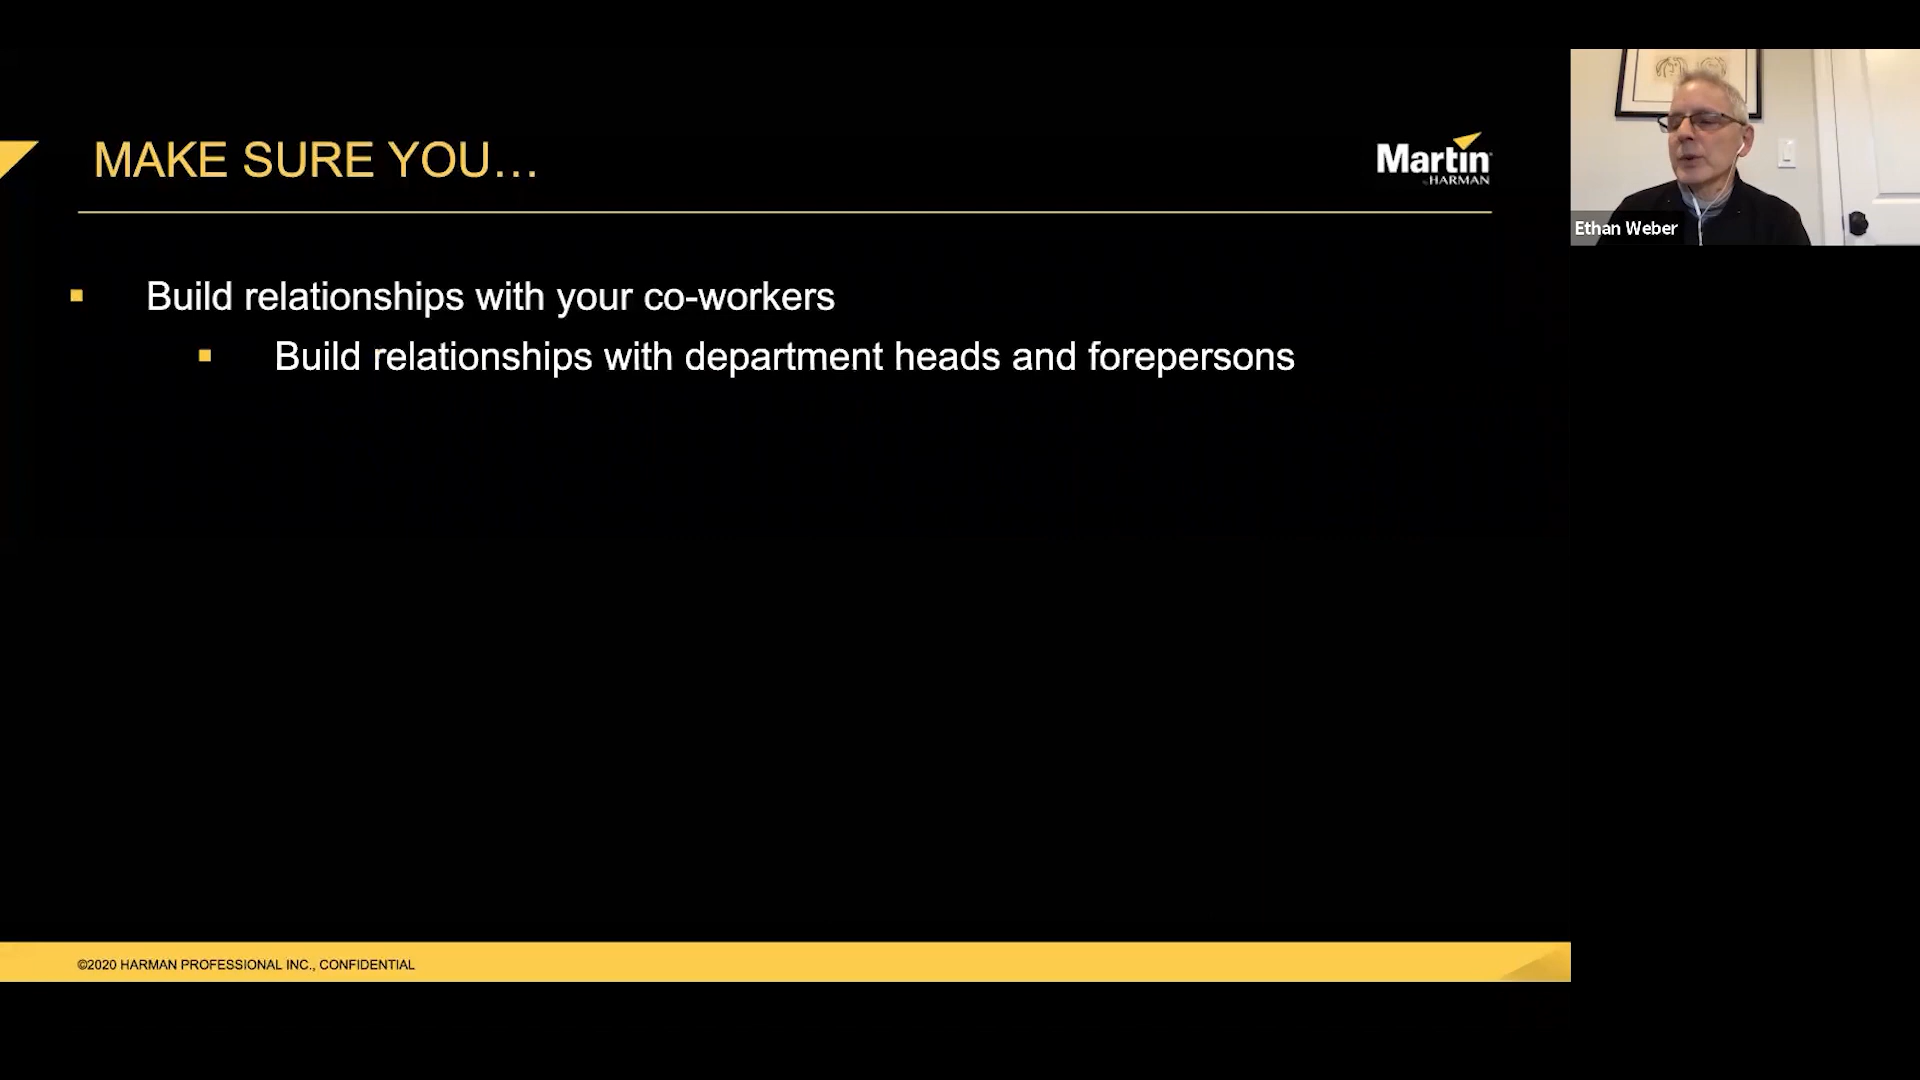 MAKE SURE YOU…
Martin
by HARMAN
Ethan Weber
Build relationships with your co-workers
Build relationships with department heads and forepersons
©2020 HARMAN PROFESSIONAL INC., CONFIDENTIAL